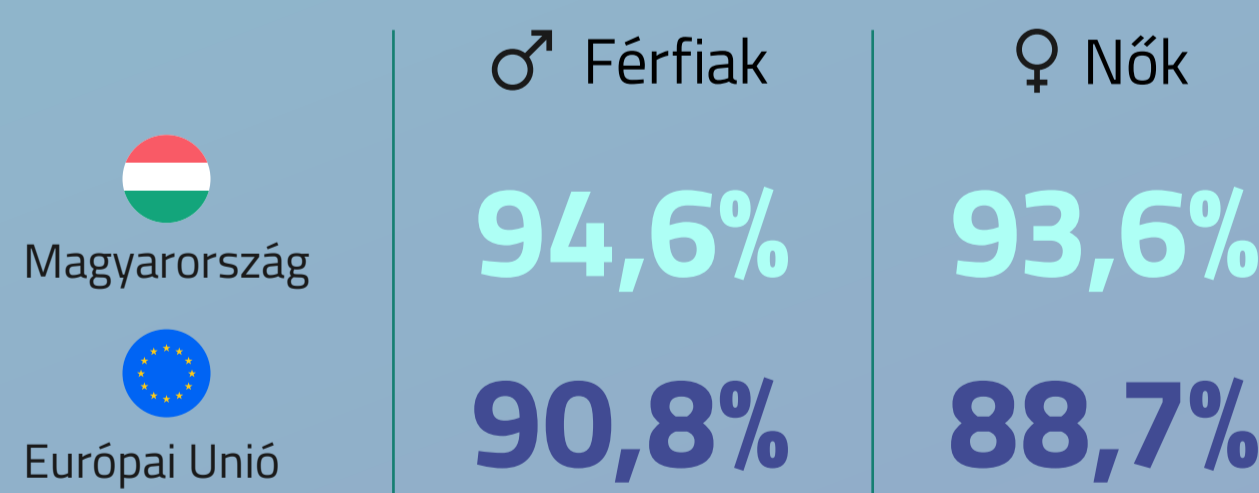 ♂ Férfiak
♀ Nők
Magyarország
94,6%
93,6%
Európai Unió
90,8%
88,7%